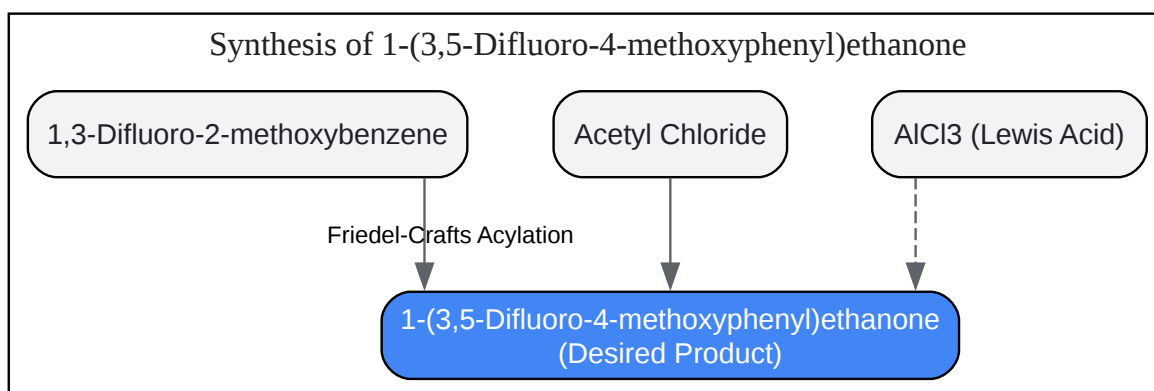 Synthesis of 1-(3,5-Difluoro-4-methoxyphenyl)ethanone
1,3-Difluoro-2-methoxybenzene
Acetyl Chloride
AlCl3 (Lewis Acid)
Friedel-Crafts Acylation
1-(3,5-Difluoro-4-methoxyphenyl)ethanone
(Desired Product)